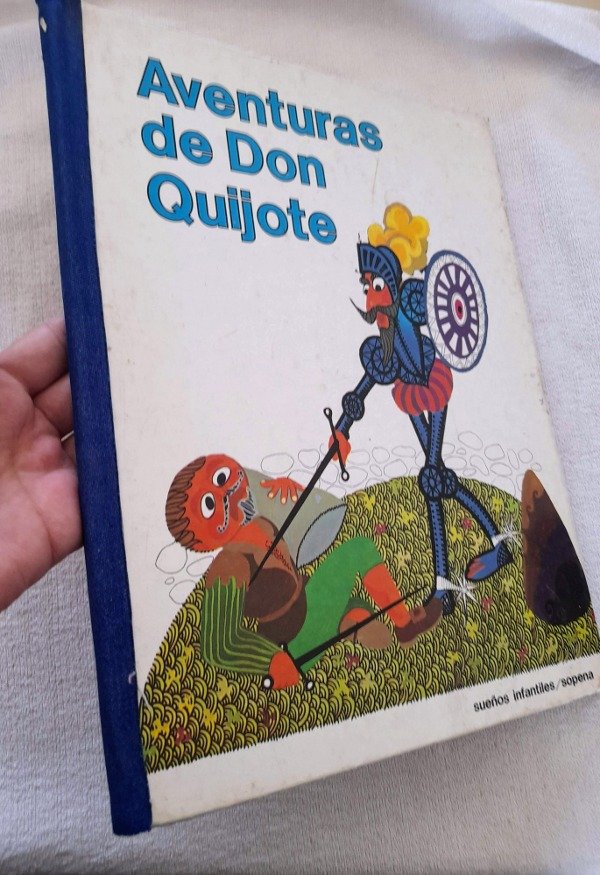 Aventuras
de Don
Quijote
sueños infantiles/sopena